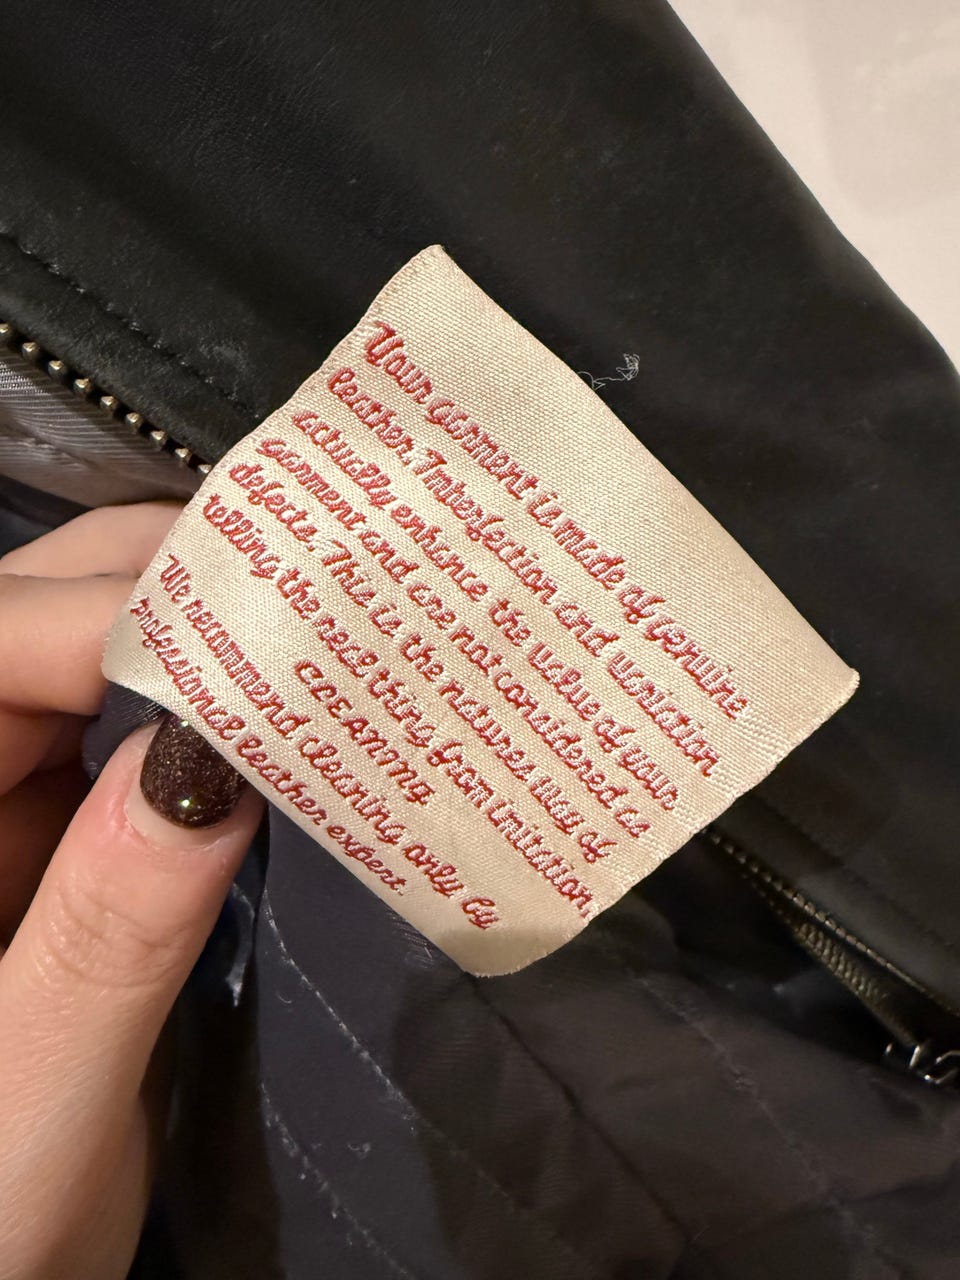 Your garment is made of genuine
leather. Imberfection and variation
actually enhance the value of your
Garment and are not considered as
defects. This is the natures way of
telling the real thing from imitation,
CLEANING
We recommend cleaning only by
professional leather expert.